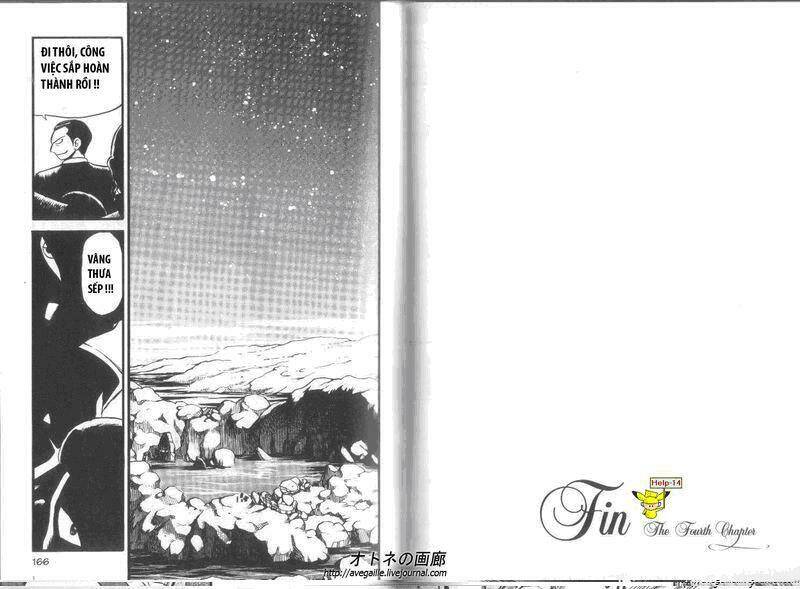 ĐI THÔI, CÔNG
VIỆC SẮP HOÀN
THÀNH RỒI !!
VÂNG
THƯA
SẾP !!!
166
オトネの画廊
http://avegaille.livejournal.com
Help-14
Fin
The Fourth Chapter